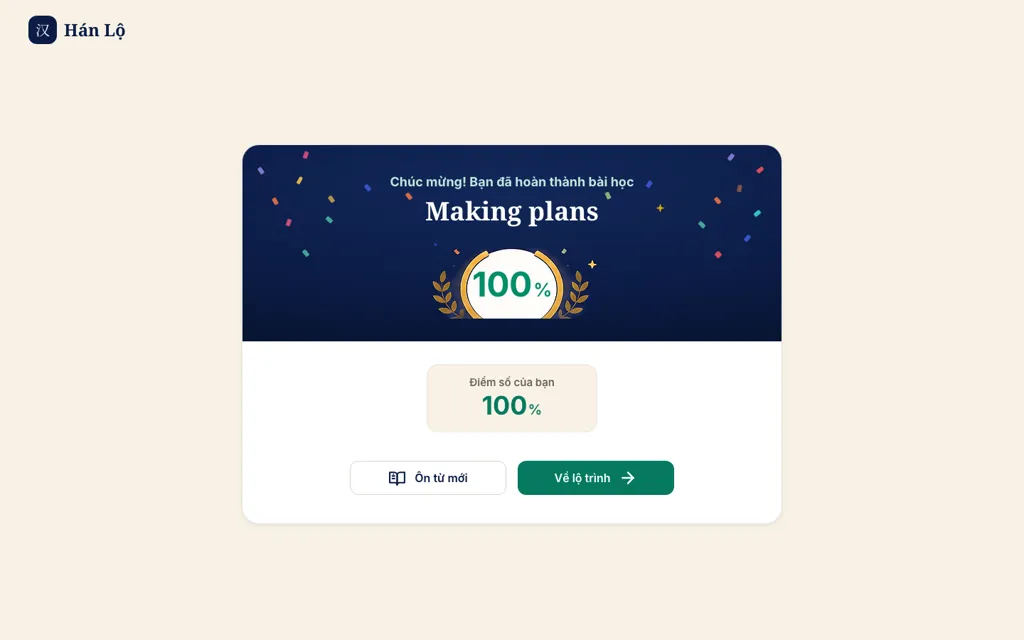 汉 Hán Lộ
Chúc mừng! Bạn đã hoàn thành bài học
Making plans
100%
Điểm số của bạn
100%
Ôn từ mới
Về lộ trình